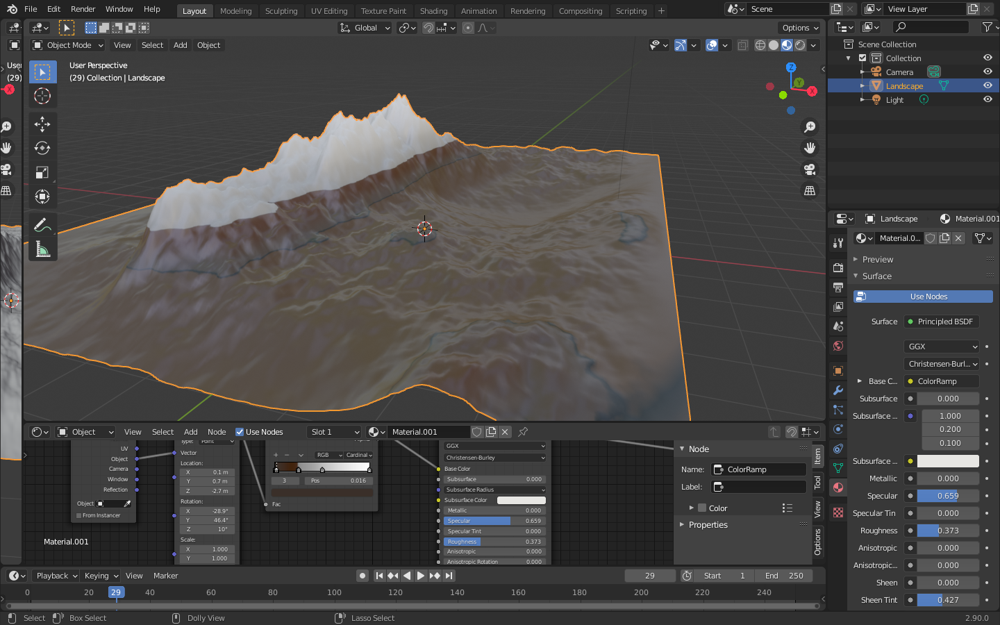 File Edit Render Window Help Layout Modeling Sculpting UV Editing Texture Paint Shading Animation Rendering Compositing Scripting + Scene View Layer
Global Options
Object Mode View Select Add Object
User Perspective
(29) Collection | Landscape
Z
Y
X
Scene Collection
Collection
Camera
Landscape
Light
Landscape Material.001
Material.0...
Preview
Surface
Use Nodes
Surface Principled BSDF
GGX
Christensen-Burl...
Base C... ColorRamp
Subsurface 0.000
Subsurface ... 1.000
0.200
0.100
Subsurface ...
Metallic 0.000
Specular 0.659
Specular Tin 0.000
Roughness 0.373
Anisotropic 0.000
Anisotropic... 0.000
Sheen 0.000
Sheen Tint 0.427
Object View Select Add Node Use Nodes Slot 1 Material.001
UV
Object
Camera
Window
Reflection
Object
From Instancer
Material.001
Type: Point
Vector
Location:
X 0.1 m
Y 0.7 m
Z -2.7 m
Rotation:
X -28.9°
Y 46.4°
Z 10°
Scale:
X 1.000
Y 1.000
+ − RGB Cardinal
3 Pos 0.016
Fac
GGX
Christensen-Burley
Base Color
Subsurface 0.000
Subsurface Radius
Subsurface Color
Metallic 0.000
Specular 0.659
Specular Tint 0.000
Roughness 0.373
Anisotropic 0.000
Anisotropic Rotation 0.000
Node
Name: ColorRamp
Label:
Color
Properties
Item
Tool
View
Options
Playback Keying View Marker 29 Start 1 End 250
0 20 29 40 60 80 100 120 140 160 180 200 220 240
Select Box Select Dolly View Lasso Select 2.90.0